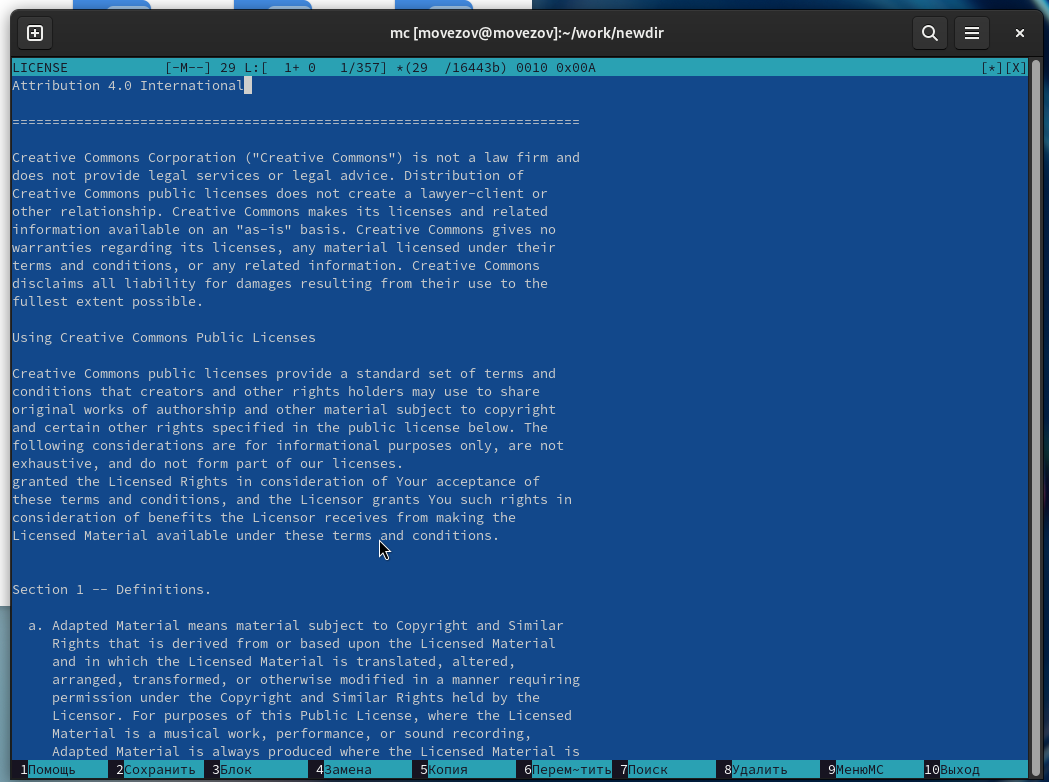 mc [movezov@movezov]:~/work/newdir
LICENSE [-M--] 29 L:[ 1+ 0 1/357] *(29 /16443b) 0010 0x00A [*][X]
Attribution 4.0 International
=======================================================================
Creative Commons Corporation ("Creative Commons") is not a law firm and
does not provide legal services or legal advice. Distribution of
Creative Commons public licenses does not create a lawyer-client or
other relationship. Creative Commons makes its licenses and related
information available on an "as-is" basis. Creative Commons gives no
warranties regarding its licenses, any material licensed under their
terms and conditions, or any related information. Creative Commons
disclaims all liability for damages resulting from their use to the
fullest extent possible.
Using Creative Commons Public Licenses
Creative Commons public licenses provide a standard set of terms and
conditions that creators and other rights holders may use to share
original works of authorship and other material subject to copyright
and certain other rights specified in the public license below. The
following considerations are for informational purposes only, are not
exhaustive, and do not form part of our licenses.
granted the Licensed Rights in consideration of Your acceptance of
these terms and conditions, and the Licensor grants You such rights in
consideration of benefits the Licensor receives from making the
Licensed Material available under these terms and conditions.
Section 1 -- Definitions.
a. Adapted Material means material subject to Copyright and Similar
Rights that is derived from or based upon the Licensed Material
and in which the Licensed Material is translated, altered,
arranged, transformed, or otherwise modified in a manner requiring
permission under the Copyright and Similar Rights held by the
Licensor. For purposes of this Public License, where the Licensed
Material is a musical work, performance, or sound recording,
Adapted Material is always produced where the Licensed Material is
1Помощь 2Сохранить 3Блок 4Замена 5Копия 6Перем~тить 7Поиск 8Удалить 9МенюMC 10Выход